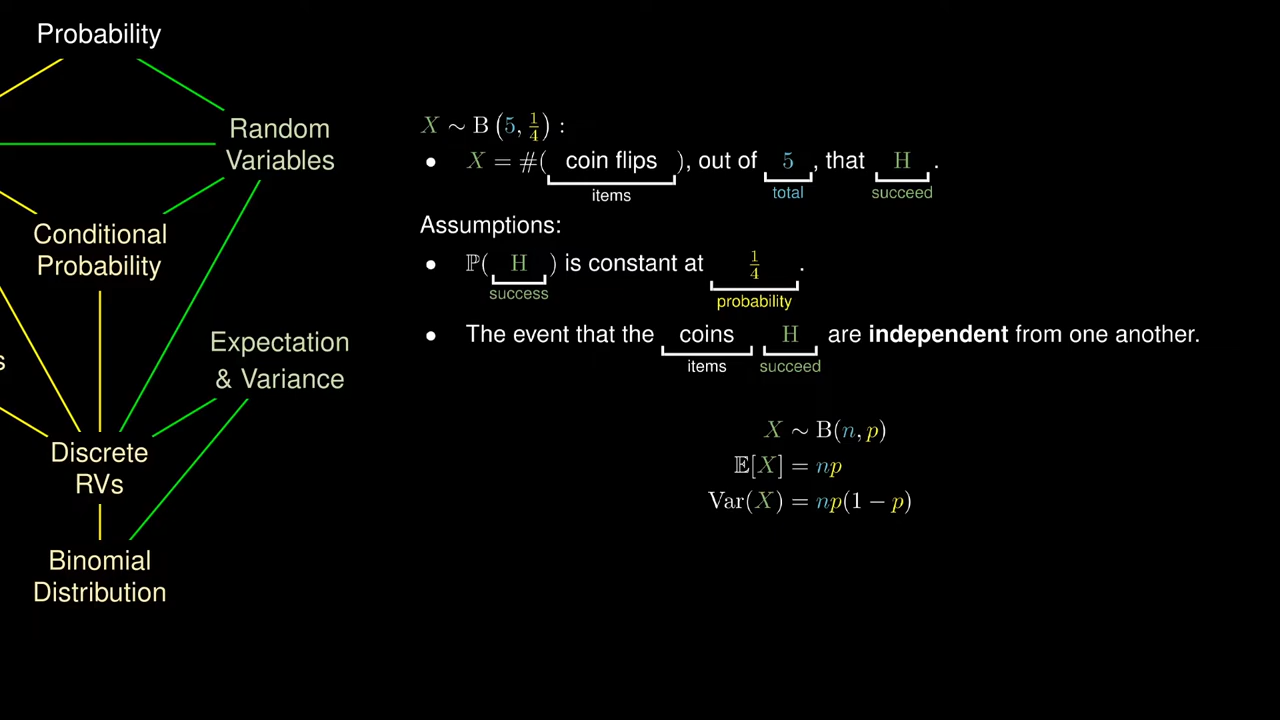 Probability
Random
Variables
Conditional
Probability
Expectation
& Variance
s
Discrete
RVs
Binomial
Distribution
X ∼ B(5, 1/4) :
• X = #( coin flips ), out of 5 , that H .
items total succeed
Assumptions:
• ℙ( H ) is constant at 1/4 .
success probability
• The event that the coins H are independent from one another.
items succeed
X ∼ B(n, p)
𝔼[X] = np
Var(X) = np(1 − p)